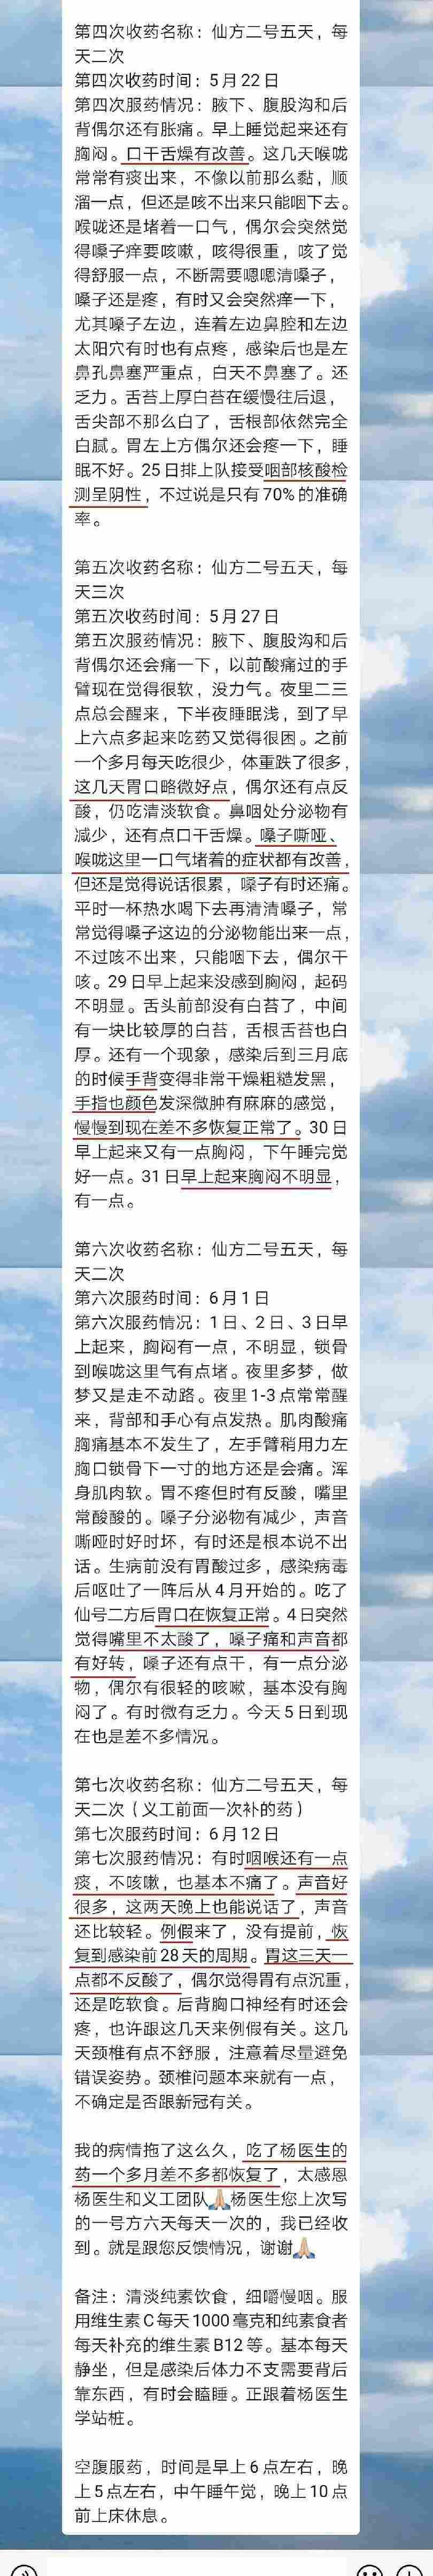 第四次收药名称：仙方二号五天，每
天二次
第四次收药时间：5月22日
第四次服药情况：腋下、腹股沟和后
背偶尔还有胀痛。早上睡觉起来还有
胸闷。口干舌燥有改善。这几天喉咙
常常有痰出来，不像以前那么黏，顺
溜一点，但还是咳不出来只能咽下去。
喉咙还是堵着一口气，偶尔会突然觉
得嗓子痒要咳嗽，咳得很重，咳了觉
得舒服一点，不断需要嗯嗯清嗓子，
嗓子还是疼，有时又会突然痒一下，
尤其嗓子左边，连着左边鼻腔和左边
太阳穴有时也有点疼，感染后也是左
鼻孔鼻塞严重点，白天不鼻塞了。还
乏力。舌苔上厚白苔在缓慢往后退，
舌尖部不那么白了，舌根部依然完全
白腻。胃左上方偶尔还会疼一下，睡
眠不好。25日排上队接受咽部核酸检
测呈阴性，不过说是只有70%的准确
率。
第五次收药名称：仙方二号五天，每
天三次
第五次收药时间：5月27日
第五次服药情况：腋下、腹股沟和后
背偶尔还会痛一下，以前酸痛过的手
臂现在觉得很软，没力气。夜里二三
点总会醒来，下半夜睡眠浅，到了早
上六点多起来吃药又觉得很困。之前
一个多月每天吃很少，体重跌了很多，
这几天胃口略微好点，偶尔还有点反
酸，仍吃清淡软食。鼻咽处分泌物有
减少，还有点口干舌燥。嗓子嘶哑、
喉咙这里一口气堵着的症状都有改善，
但还是觉得说话很累，嗓子有时还痛。
平时一杯热水喝下去再清清嗓子，常
常觉得嗓子这边的分泌物能出来一点，
不过咳不出来，只能咽下去，偶尔干
咳。29日早上起来没感到胸闷，起码
不明显。舌头前部没有白苔了，中间
有一块比较厚的白苔，舌根舌苔也白
厚。还有一个现象，感染后到三月底
的时候手背变得非常干燥粗糙发黑，
手指也颜色发深微肿有麻麻的感觉，
慢慢到现在差不多恢复正常了。30日
早上起来又有一点胸闷，下午睡完觉
好一点。31日早上起来胸闷不明显，
有一点。
第六次收药名称：仙方二号五天，每
天二次
第六次服药时间：6月1日
第六次服药情况：1日、2日、3日早
上起来，胸闷有一点，不明显，锁骨
到喉咙这里气有点堵。夜里多梦，做
梦又是走不动路。夜里1-3点常常醒
来，背部和手心有点发热。肌肉酸痛
胸痛基本不发生了，左手臂稍用力左
胸口锁骨下一寸的地方还是会痛。浑
身肌肉软。胃不疼但时有反酸，嘴里
常酸酸的。嗓子分泌物有减少，声音
嘶哑时好时坏，有时还是根本说不出
话。生病前没有胃酸过多，感染病毒
后呕吐了一阵后从4月开始的。吃了
仙号二方后胃口在恢复正常。4日突然
觉得嘴里不太酸了，嗓子痛和声音都
有好转，嗓子还有点干，有一点分泌
物，偶尔有很轻的咳嗽，基本没有胸
闷了。有时微有乏力。今天5日到现
在也是差不多情况。
第七次收药名称：仙方二号五天，每
天二次（义工前面一次补的药）
第七次服药时间：6月12日
第七次服药情况：有时咽喉还有一点
痰，不咳嗽，也基本不痛了。声音好
很多，这两天晚上也能说话了，声音
还比较轻。例假来了，没有提前，恢
复到感染前28天的周期。胃这三天一
点都不反酸了，偶尔觉得胃有点沉重，
还是吃软食。后背胸口神经有时还会
疼，也许跟这几天来例假有关。这几
天颈椎有点不舒服，注意着尽量避免
错误姿势。颈椎问题本来就有一点，
不确定是否跟新冠有关。
我的病情拖了这么久，吃了杨医生的
药一个多月差不多都恢复了，太感恩
杨医生和义工团队🙏杨医生您上次写
的一号方六天每天一次的，我已经收
到。就是跟您反馈情况，谢谢🙏
备注：清淡纯素饮食，细嚼慢咽。服
用维生素C每天1000毫克和纯素食者
每天补充的维生素B12等。基本每天
静坐，但是感染后体力不支需要背后
靠东西，有时会瞌睡。正跟着杨医生
学站桩。
空腹服药，时间是早上6点左右，晚
上5点左右，中午睡午觉，晚上10点
前上床休息。